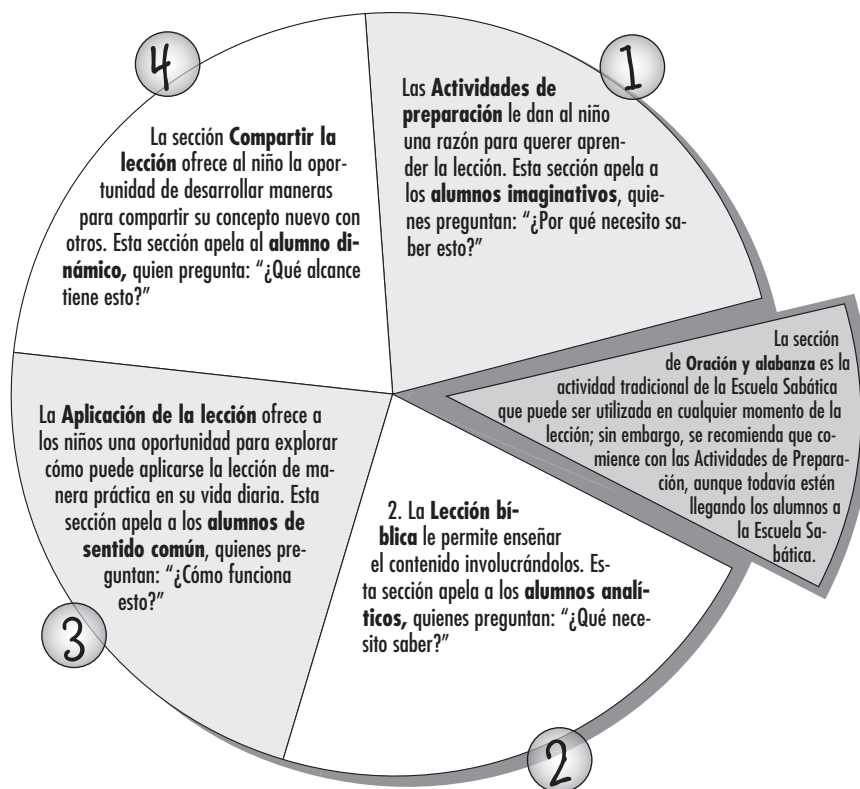 1
Las Actividades de
preparación le dan al niño
una razón para querer apren-
der la lección. Esta sección apela a
los alumnos imaginativos, quie-
nes preguntan: “¿Por qué necesito sa-
ber esto?”
La sección
de Oración y alabanza es la
actividad tradicional de la Escuela Sabática
que puede ser utilizada en cualquier momento de la
lección; sin embargo, se recomienda que co-
mience con las Actividades de Prepara-
ción, aunque todavía estén
llegando los alumnos a
la Escuela Sa-
bática.
2. La Lección bí-
blica le permite enseñar
el contenido involucrándolos. Es-
ta sección apela a los alumnos analí-
ticos, quienes preguntan: “¿Qué nece-
sito saber?”
2
La Aplicación de la lección ofrece a
los niños una oportunidad para explorar
cómo puede aplicarse la lección de ma-
nera práctica en su vida diaria. Esta
sección apela a los alumnos de
sentido común, quienes pre-
guntan: “¿Cómo funciona
esto?”
3
4
La sección Compartir la
lección ofrece al niño la opor-
tunidad de desarrollar maneras
para compartir su concepto nuevo con
otros. Esta sección apela al alumno di-
námico, quien pregunta: “¿Qué alcance
tiene esto?”